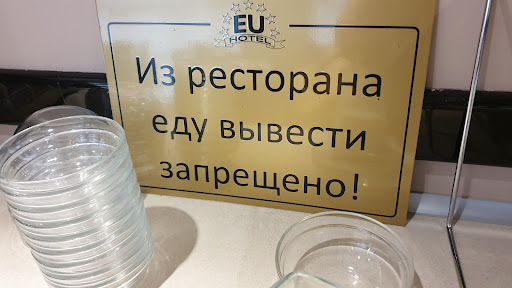 EU
HOTEL
Из ресторана
еду вывести
запрещено!